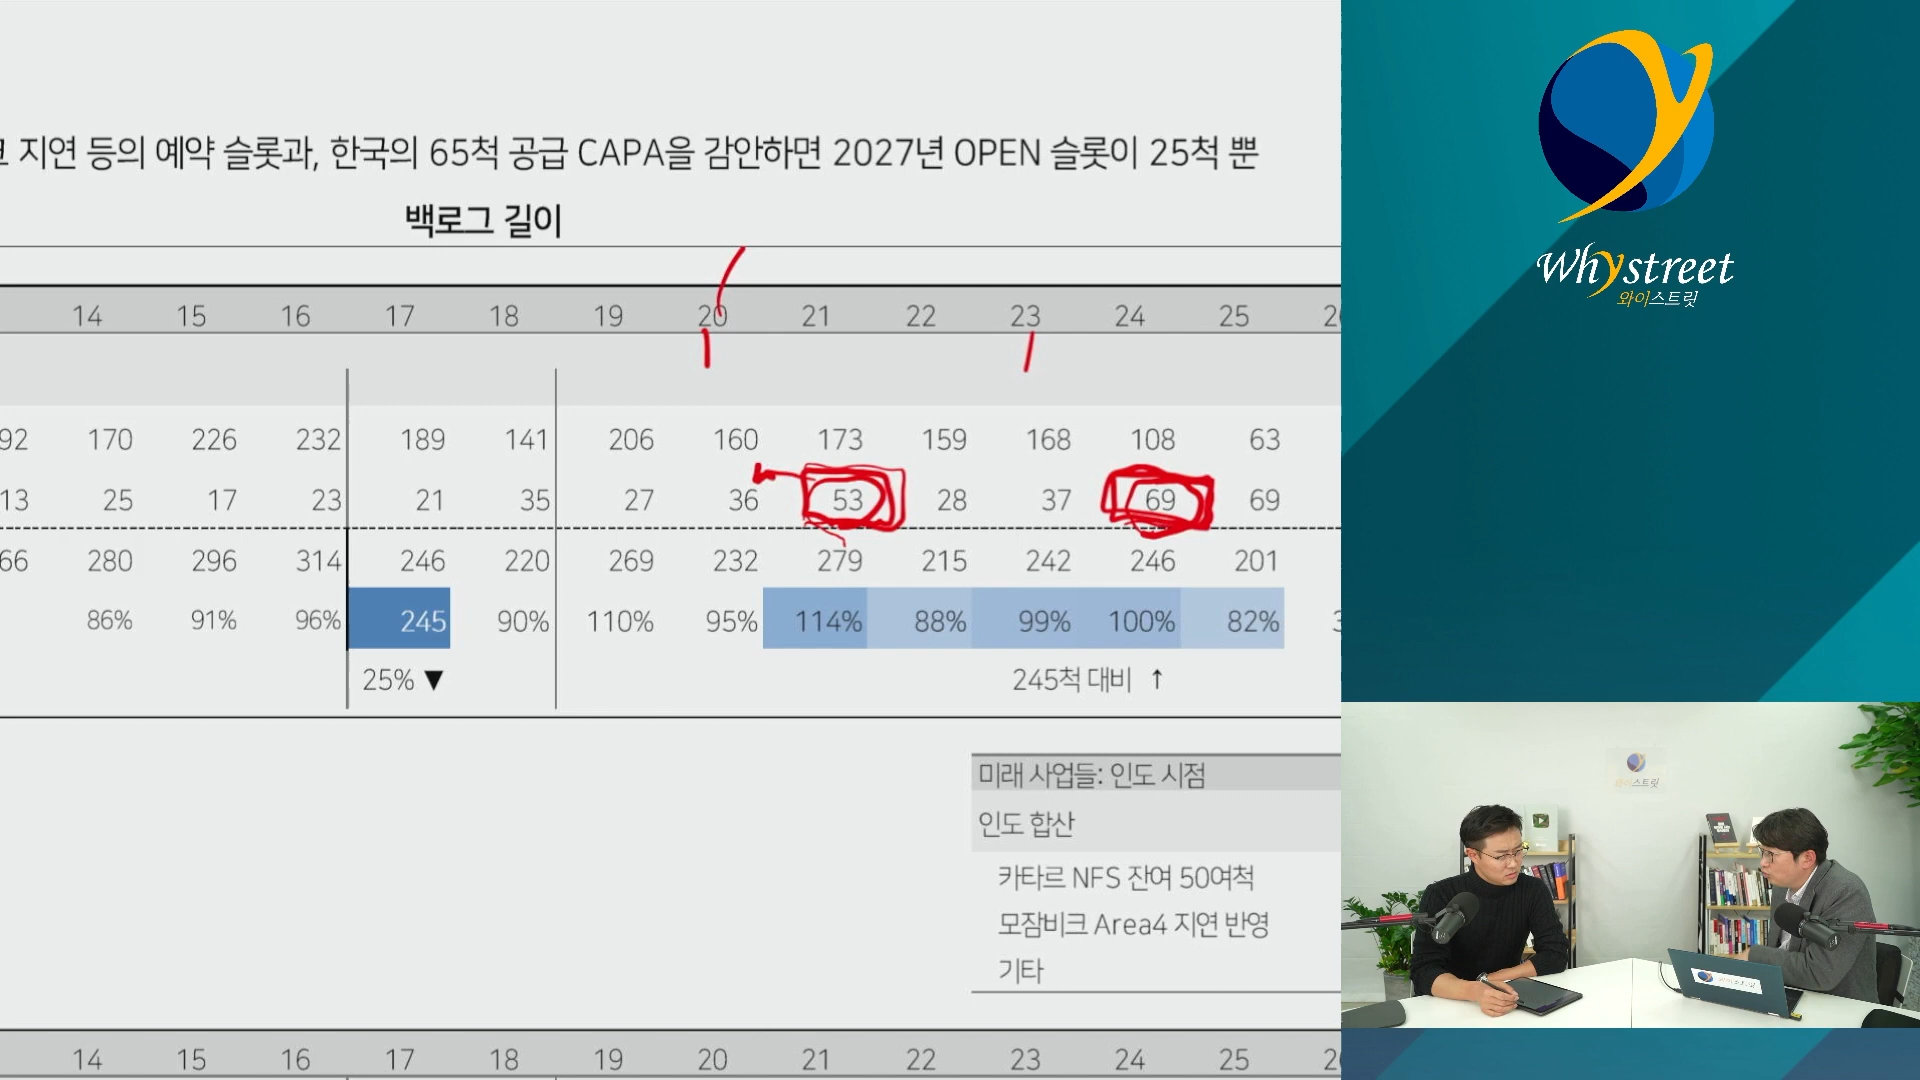 지연 등의 예약 슬롯과, 한국의 65척 공급 CAPA을 감안하면 2027년 OPEN 슬롯이 25척 뿐
백로그 길이
14 15 16 17 18 19 20 21 22 23 24 25
92 170 226 232 189 141 206 160 173 159 168 108 63
13 25 17 23 21 35 27 36 53 28 37 69 69
66 280 296 314 246 220 269 232 279 215 242 246 201
86% 91% 96% 245 90% 110% 95% 114% 88% 99% 100% 82%
25% ▼ 245척 대비 ↑
미래 사업들: 인도 시점
인도 합산
카타르 NFS 잔여 50여척
모잠비크 Area4 지연 반영
기타
14 15 16 17 18 19 20 21 22 23 24 25
Whystreet
와이스트릿
와이스트릿